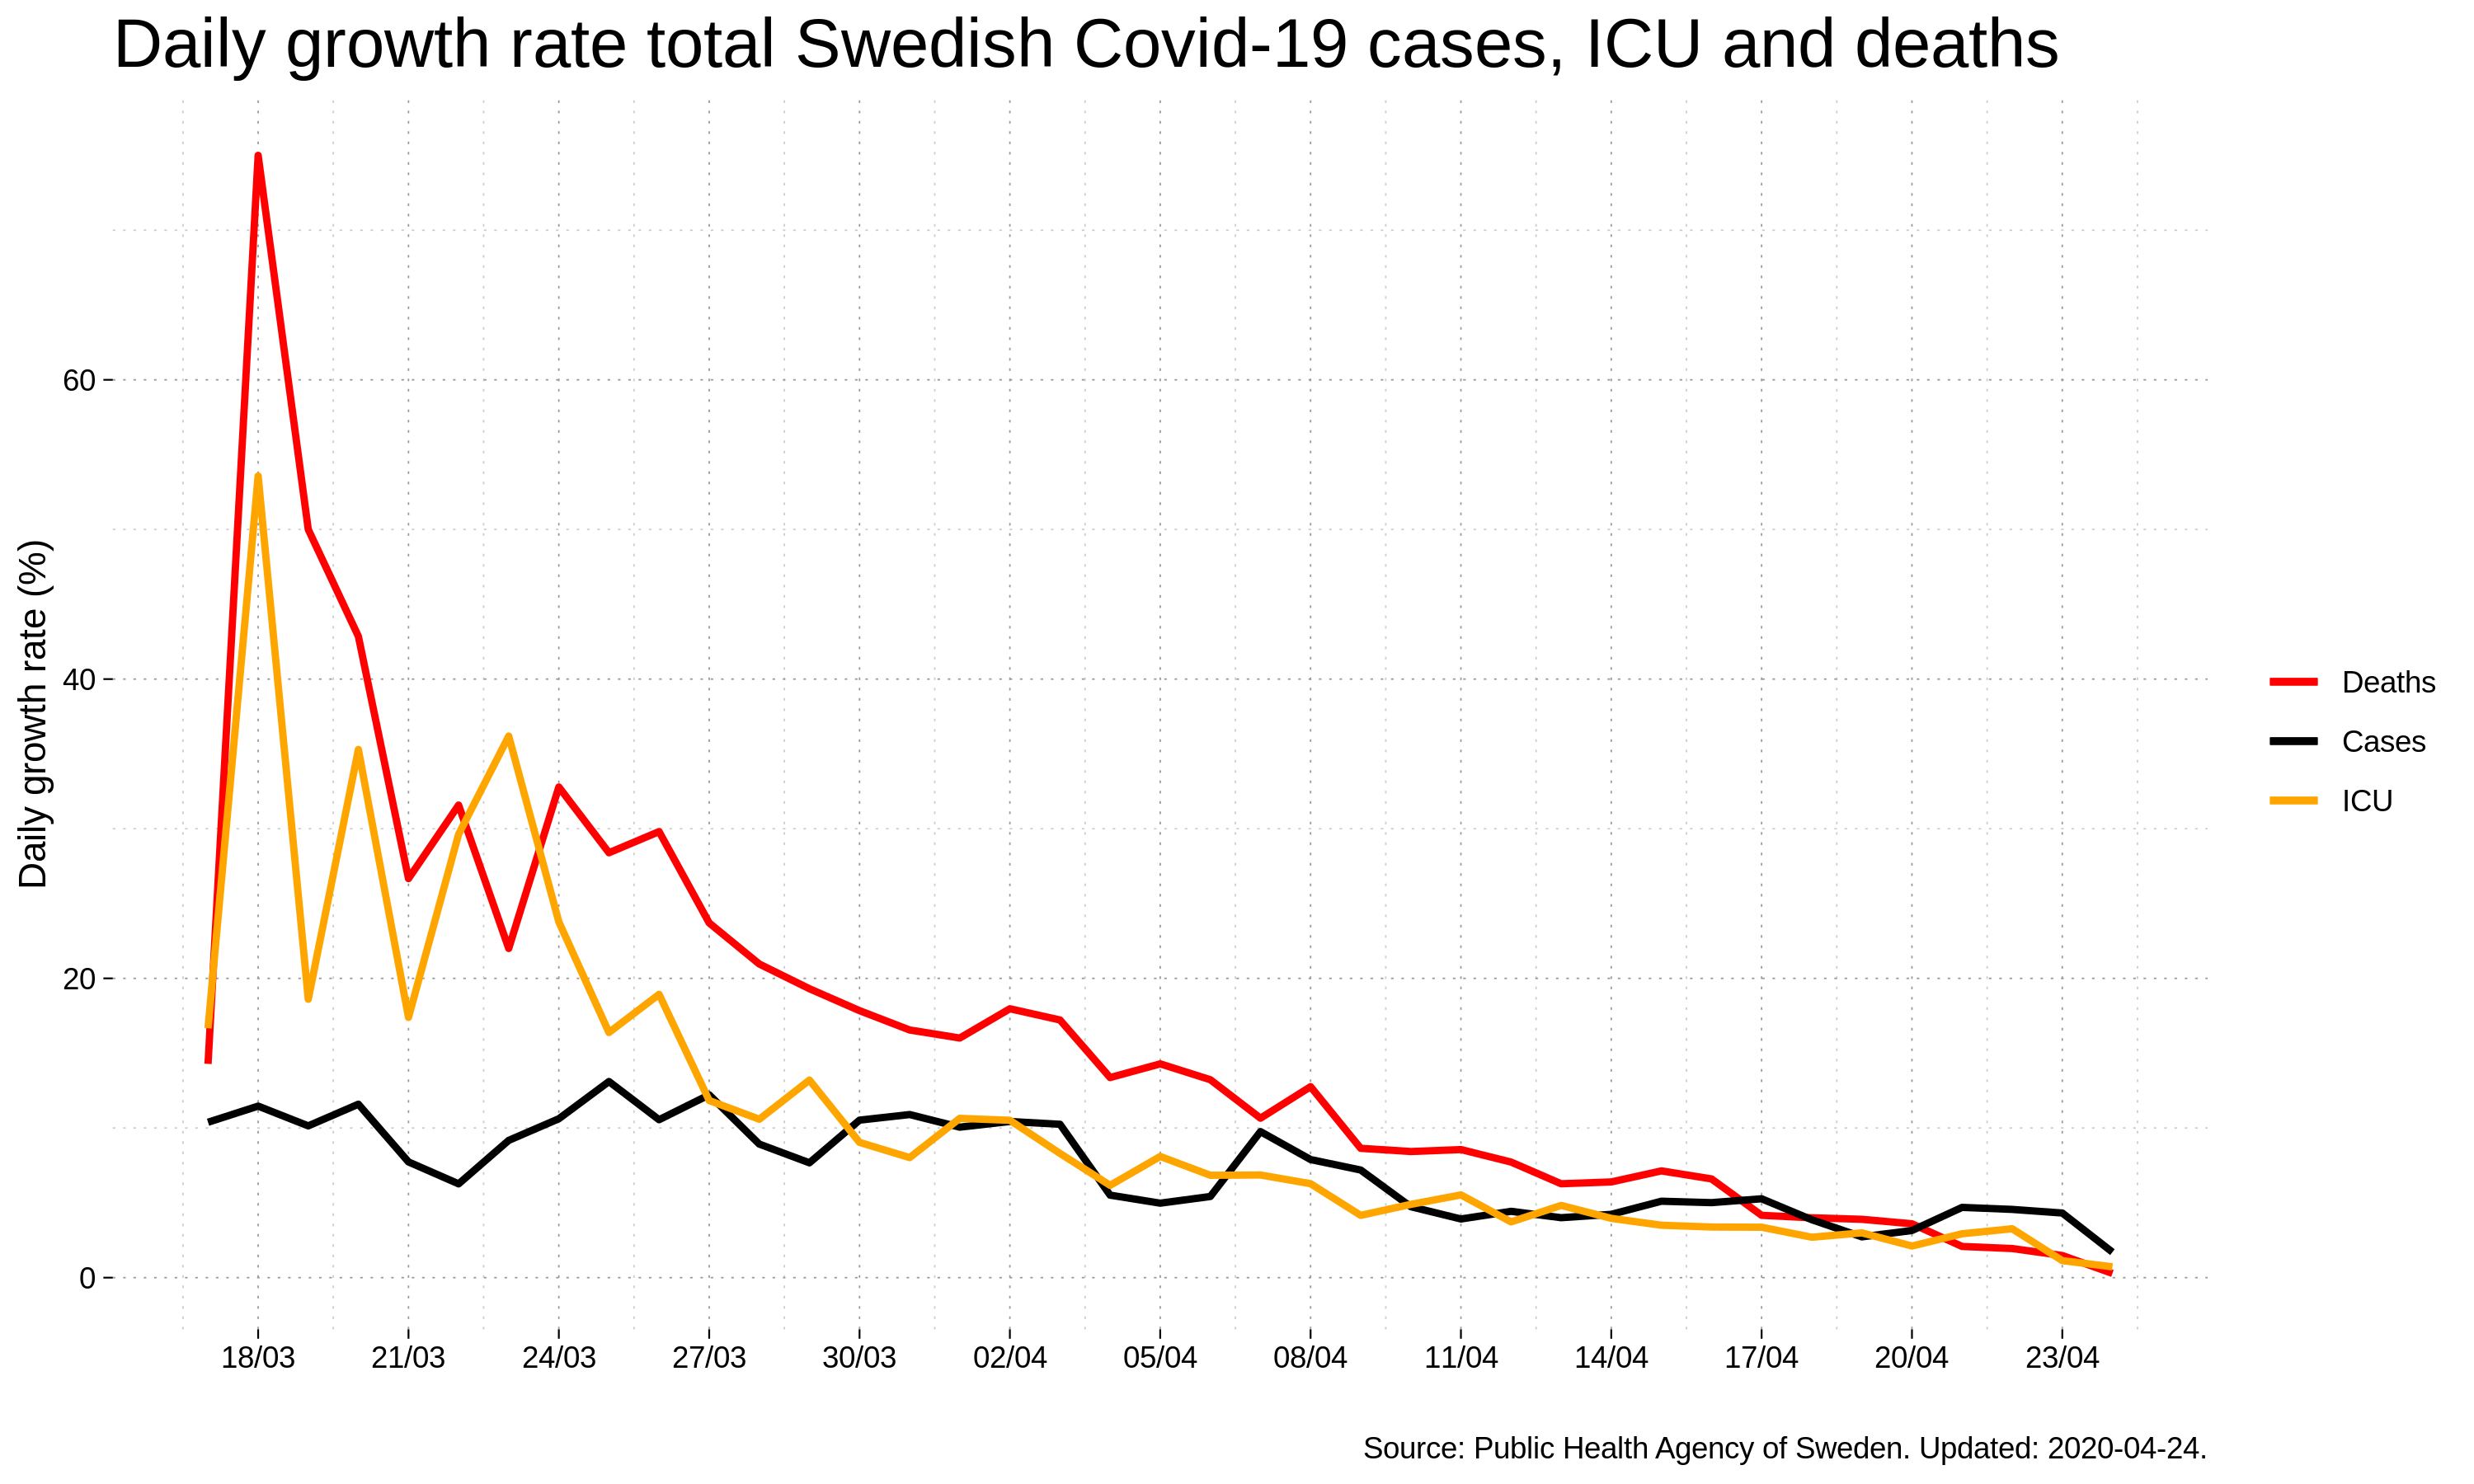 Daily growth rate total Swedish Covid-19 cases, ICU and deaths
Daily growth rate (%)
60
40
20
0
18/03 21/03 24/03 27/03 30/03 02/04 05/04 08/04 11/04 14/04 17/04 20/04 23/04
Deaths
Cases
ICU
Source: Public Health Agency of Sweden. Updated: 2020-04-24.